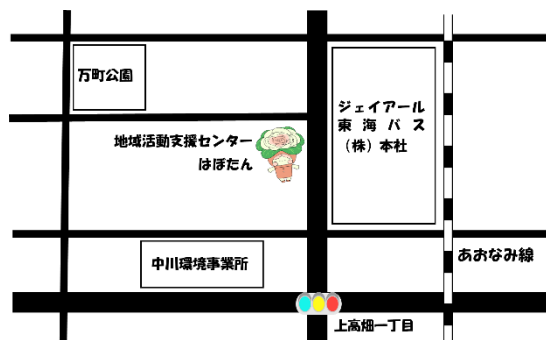 万町公園
ジェイアール
東海バス
（株）本社
地域活動支援センター
はぼたん
中川環境事業所
あおなみ線
上高畑一丁目